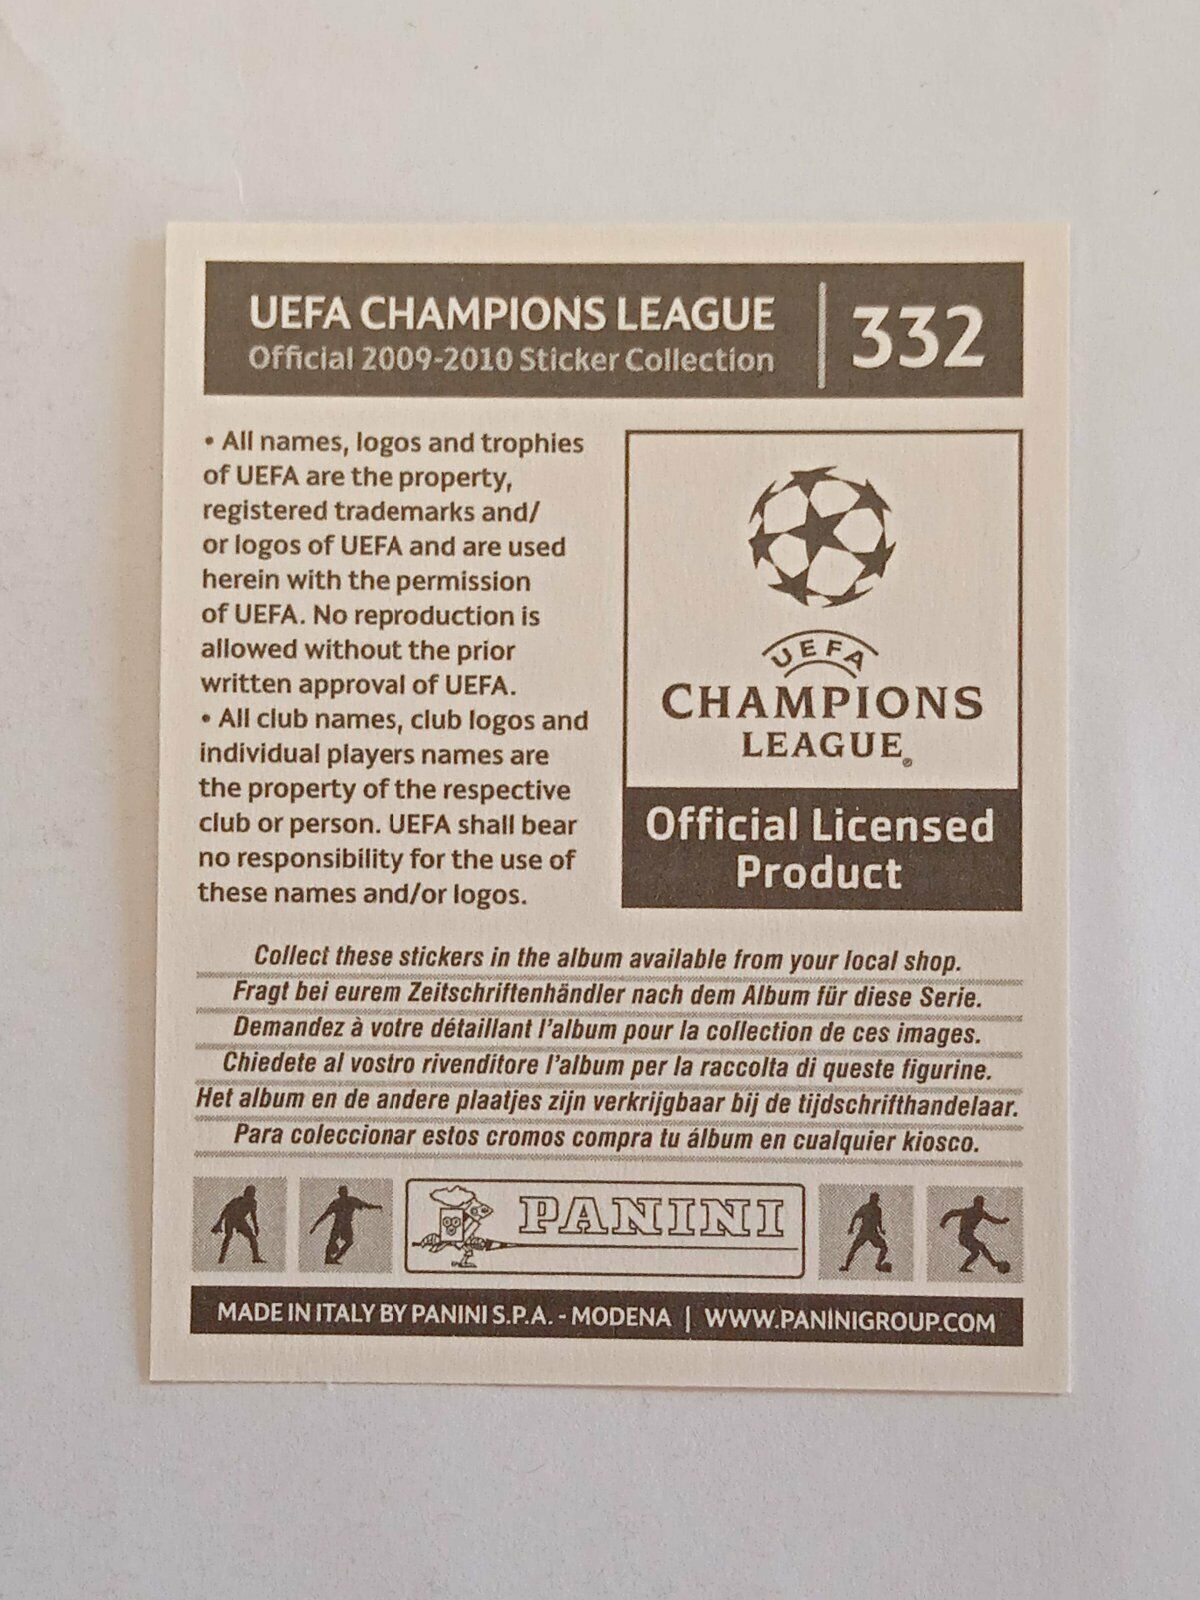 UEFA CHAMPIONS LEAGUE
Official 2009-2010 Sticker Collection
332
• All names, logos and trophies
of UEFA are the property,
registered trademarks and/
or logos of UEFA and are used
herein with the permission
of UEFA. No reproduction is
allowed without the prior
written approval of UEFA.
• All club names, club logos and
individual players names are
the property of the respective
club or person. UEFA shall bear
no responsibility for the use of
these names and/or logos.
UEFA
CHAMPIONS
LEAGUE®
Official Licensed
Product
Collect these stickers in the album available from your local shop.
Fragt bei eurem Zeitschriftenhändler nach dem Album für diese Serie.
Demandez à votre détaillant l'album pour la collection de ces images.
Chiedete al vostro rivenditore l'album per la raccolta di queste figurine.
Het album en de andere plaatjes zijn verkrijgbaar bij de tijdschrifthandelaar.
Para coleccionar estos cromos compra tu álbum en cualquier kiosco.
PANINI
MADE IN ITALY BY PANINI S.P.A. - MODENA | WWW.PANINIGROUP.COM